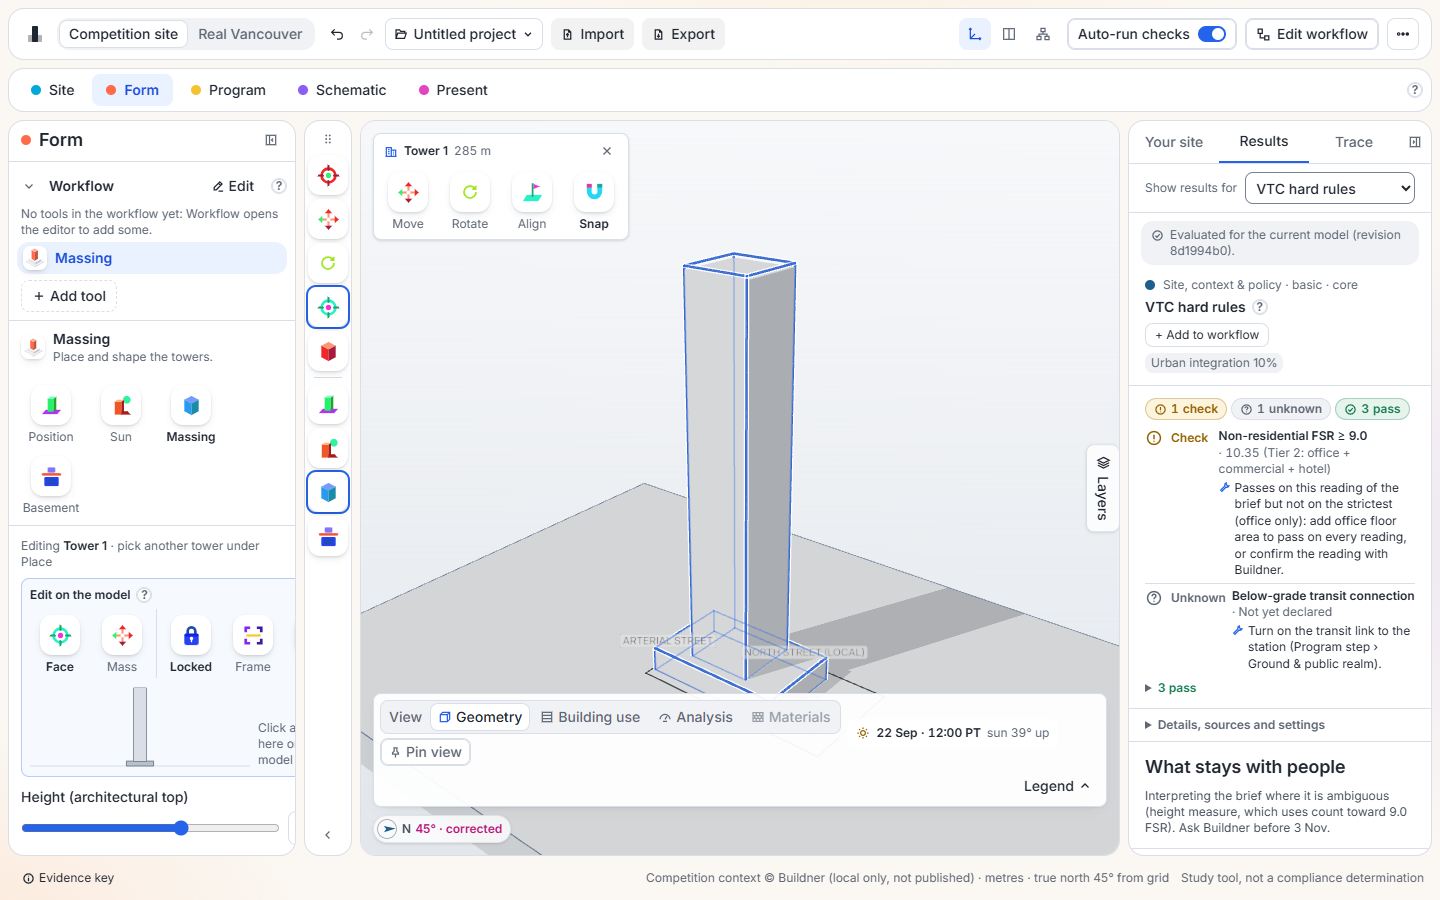 Competition site
Real Vancouver
Untitled project
Import
Export
Auto-run checks
Edit workflow
Site
Form
Program
Schematic
Present
?
Form
Workflow
Edit
?
No tools in the workflow yet: Workflow opens
the editor to add some.
Massing
+ Add tool
Massing
Place and shape the towers.
Position
Sun
Massing
Basement
Editing Tower 1 · pick another tower under
Place
Edit on the model
?
Face
Mass
Locked
Frame
Click a
here o
model
Height (architectural top)
Tower 1 285 m
Move
Rotate
Align
Snap
ARTERIAL STREET
NORTH STREET (LOCAL)
Layers
View
Geometry
Building use
Analysis
Materials
22 Sep · 12:00 PT sun 39° up
Pin view
Legend
N 45° · corrected
Your site
Results
Trace
Show results for
VTC hard rules
Evaluated for the current model (revision
8d1994b0).
Site, context & policy · basic · core
VTC hard rules
?
+ Add to workflow
Urban integration 10%
1 check
1 unknown
3 pass
Check
Non-residential FSR ≥ 9.0
· 10.35 (Tier 2: office +
commercial + hotel)
Passes on this reading of the
brief but not on the strictest
(office only): add office floor
area to pass on every reading,
or confirm the reading with
Buildner.
Unknown
Below-grade transit connection
· Not yet declared
Turn on the transit link to the
station (Program step ›
Ground & public realm).
3 pass
Details, sources and settings
What stays with people
Interpreting the brief where it is ambiguous
(height measure, which uses count toward 9.0
FSR). Ask Buildner before 3 Nov.
Evidence key
Competition context © Buildner (local only, not published) · metres · true north 45° from grid
Study tool, not a compliance determination